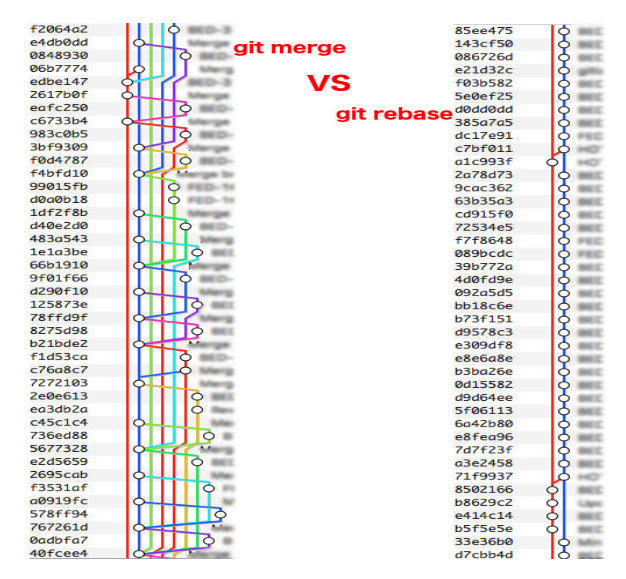 git merge
VS
git rebase
f2064a2
e4db0dd
0848930
06b7774
edbe147
2617b0f
eafc250
c6733b4
983c0b5
3bf9309
f0d4787
f4bfd10
99015fb
d0a0b18
1df2f8b
d40e2d0
483a543
1e1a3be
66b1910
9f01f66
d290f10
125873e
78ffd9f
8275d98
b21bde2
f1d53ca
c76a8c7
7272103
2e0e613
ea3db2a
c45c1c4
736ed88
5677328
e2d5659
2695cab
f3531af
a0919fc
578ff94
767261d
0adbfa7
40fcee4
85ee475
143cf50
086726d
e21d32c
f03b582
5e0ef25
d0dd0dd
385a7a5
dc17e91
c7bf011
a1c993f
2a78d73
9cac362
63b35a3
cd915f0
72534e5
f7f8648
089bcdc
39b772a
4d0fd9e
092a5d5
bb18c6e
b73f151
d9578c3
e309df8
e8e6a8e
b3ba26e
0d15582
d9d64ee
5f06113
6a42b80
e8fea96
7d7f23f
a3e2458
71f9937
8502166
b8629c2
e414c14
b5f5e5e
33e36b0
d7cbb4d